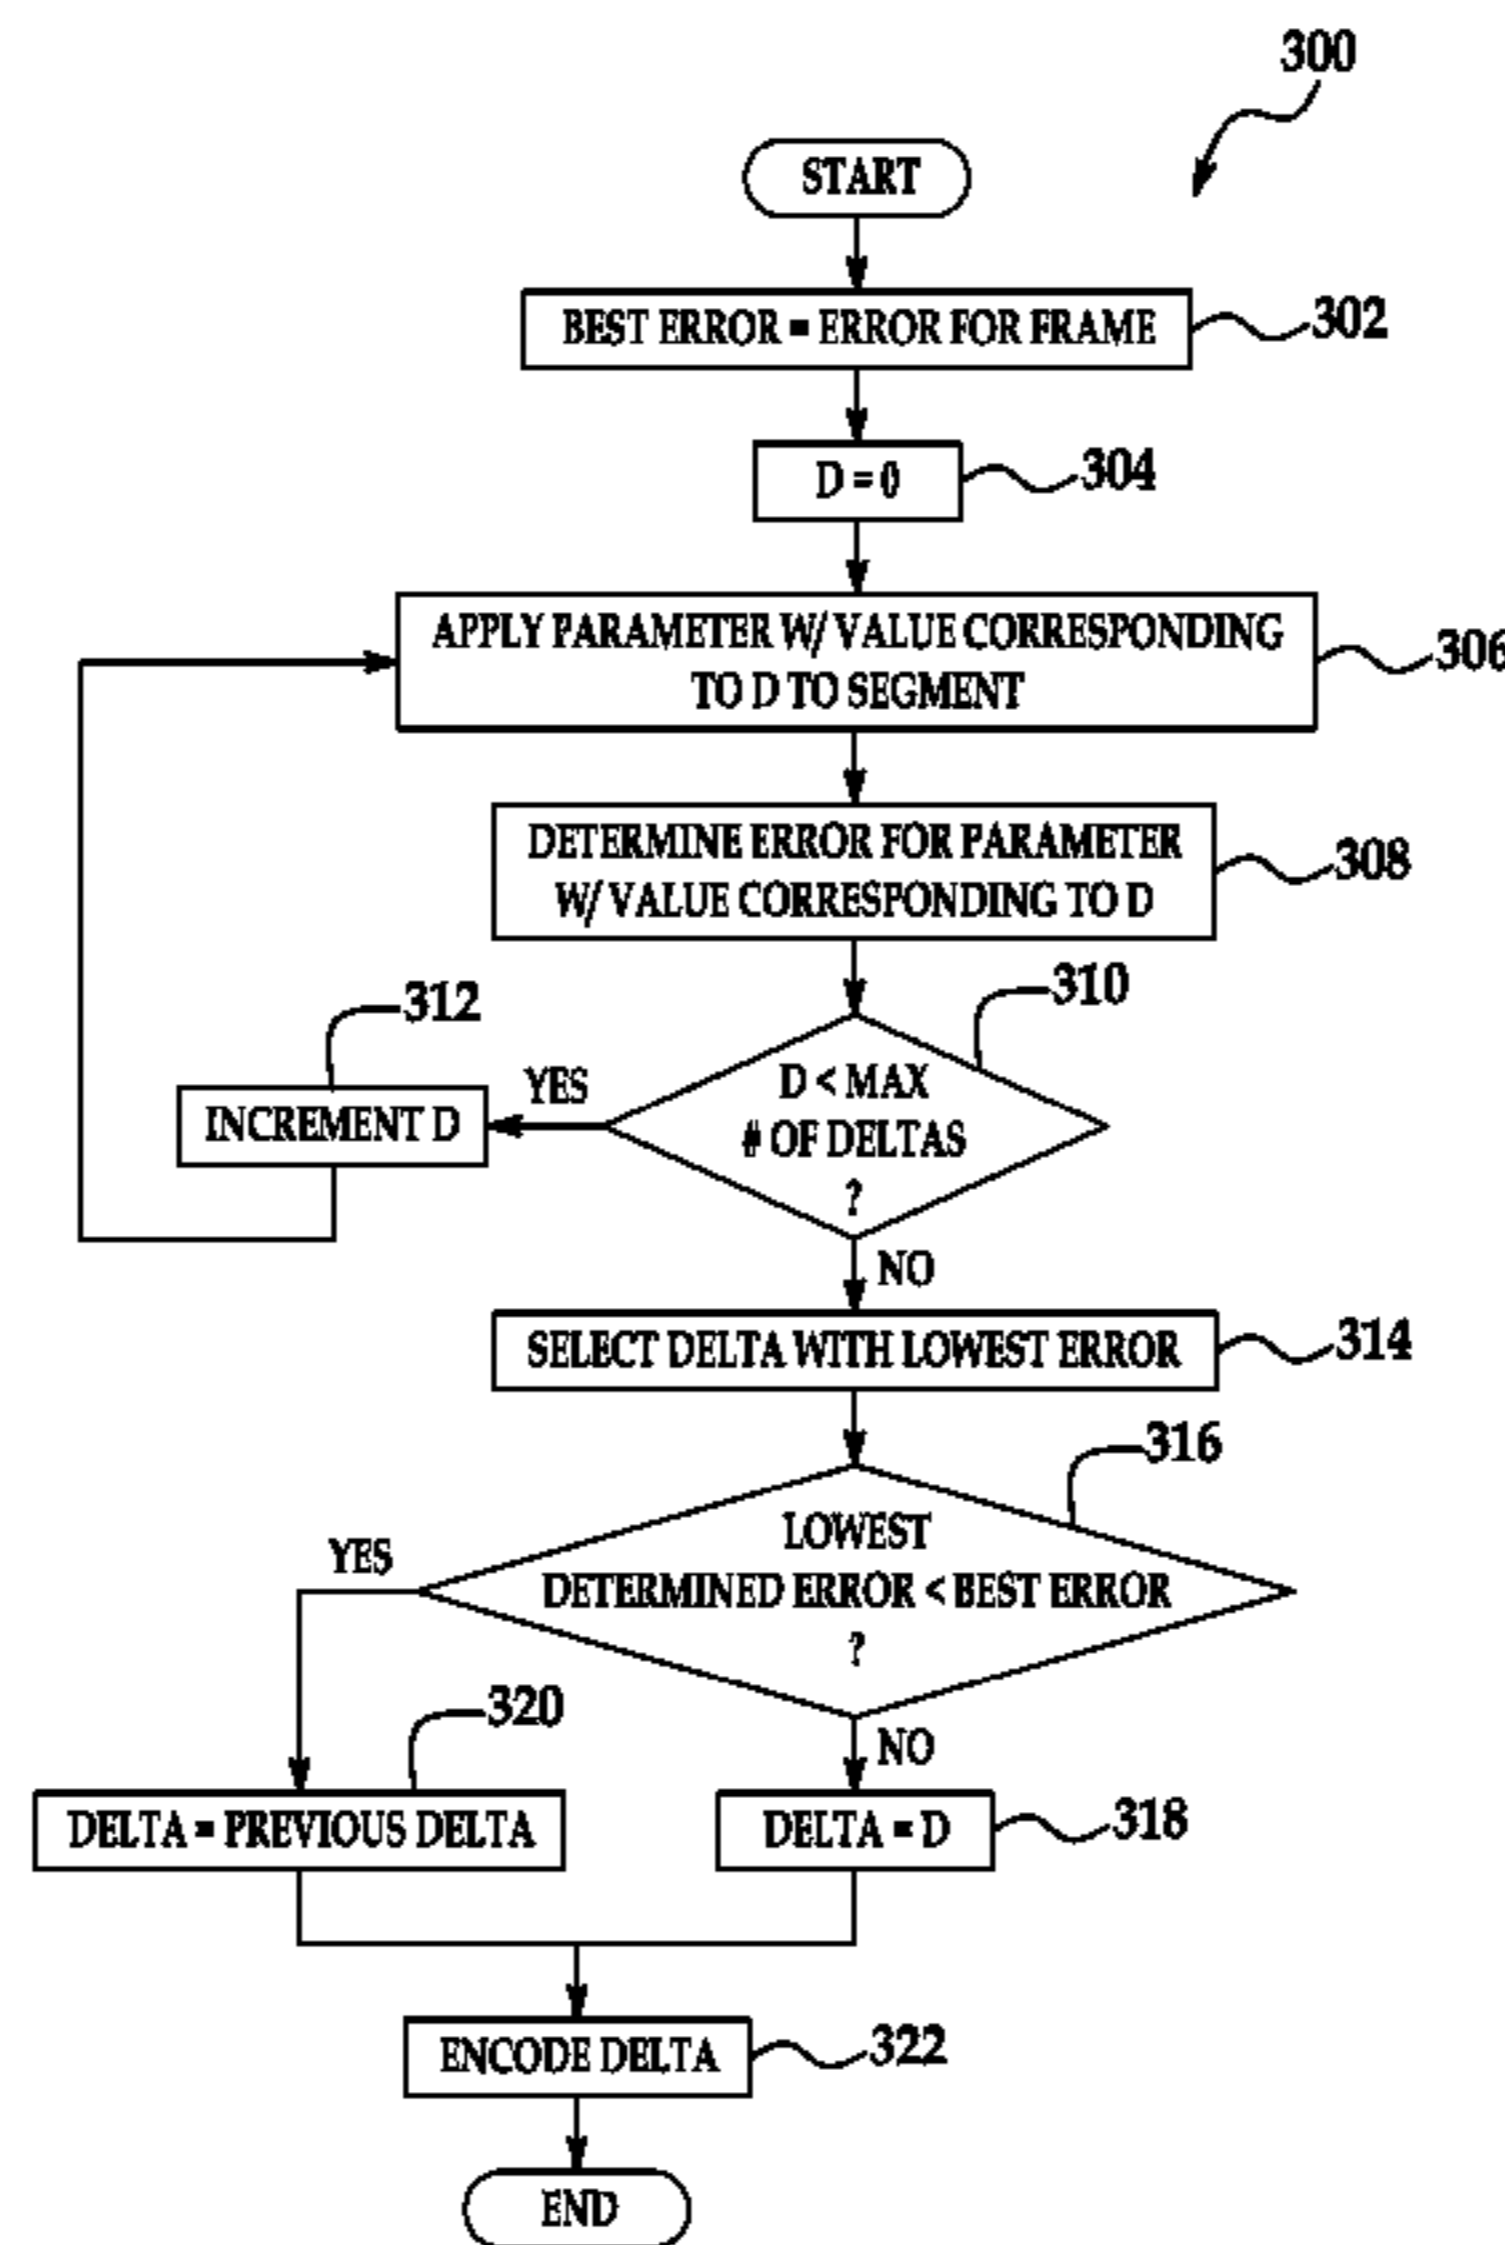 300
START
BEST ERROR = ERROR FOR FRAME
302
D = 0
304
APPLY PARAMETER W/ VALUE CORRESPONDING
TO D TO SEGMENT
306
DETERMINE ERROR FOR PARAMETER
W/ VALUE CORRESPONDING TO D
308
310
312
D < MAX
# OF DELTAS
?
YES
INCREMENT D
NO
SELECT DELTA WITH LOWEST ERROR
314
316
LOWEST
DETERMINED ERROR < BEST ERROR
?
YES
NO
320
DELTA = PREVIOUS DELTA
DELTA = D
318
ENCODE DELTA
322
END